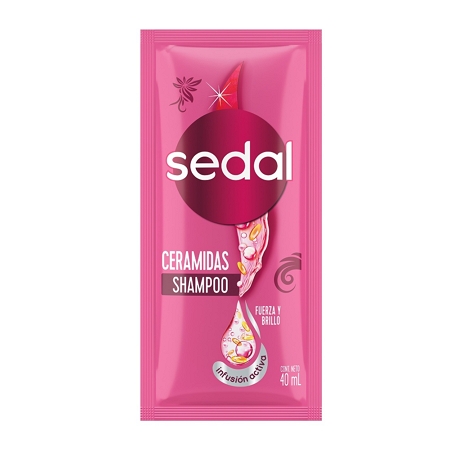 sedal
CERAMIDAS
SHAMPOO
FUERZA Y
BRILLO
infusión activa
CONT. NETO
40 mL